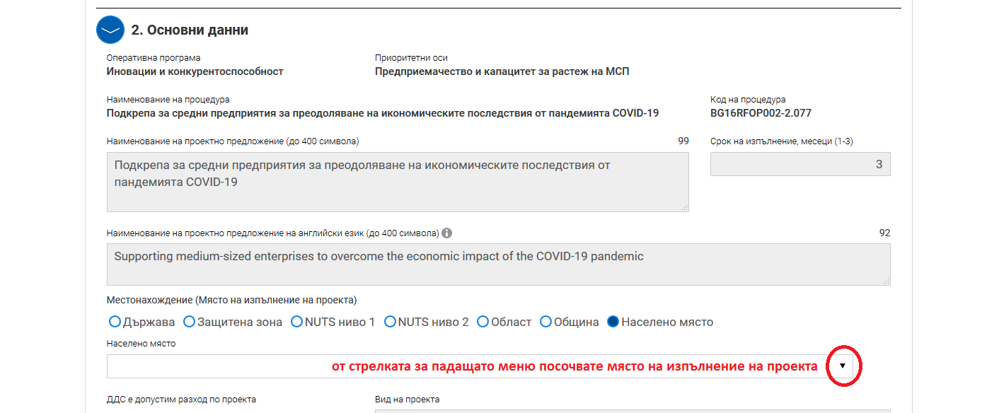 2. Основни данни
Оперативна програма
Приоритетни оси
Иновации и конкурентоспособност
Предприемачество и капацитет за растеж на МСП
Наименование на процедура
Код на процедура
Подкрепа за средни предприятия за преодоляване на икономическите последствия от пандемията COVID-19
BG16RFOP002-2.077
Наименование на проектно предложение (до 400 символа)
99
Срок на изпълнение, месеци (1-3)
Подкрепа за средни предприятия за преодоляване на икономическите последствия от
пандемията COVID-19
3
Наименование на проектно предложение на английски език (до 400 символа)
92
Supporting medium-sized enterprises to overcome the economic impact of the COVID-19 pandemic
Местонахождение (Място на изпълнение на проекта)
Държава Защитена зона NUTS ниво 1 NUTS ниво 2 Област Община Населено място
Населено място
от стрелката за падащато меню посочвате място на изпълнение на проекта
ДДС е допустим разход по проекта
Вид на проекта